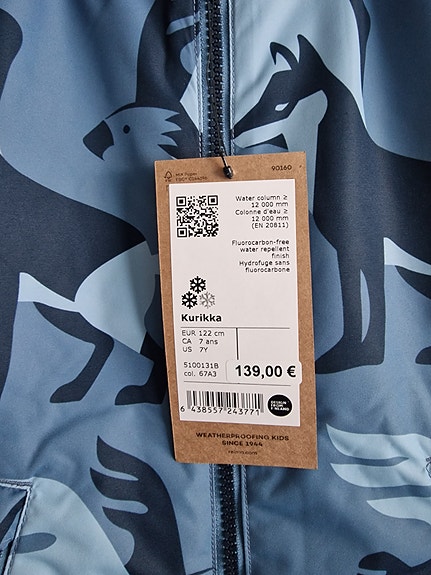 90160
MIX Paper
Water column ≥
12 000 mm
Colonne d'eau ≥
12 000 mm
(EN 20811)
Fluorocarbon-free
water repellent
finish
Hydrofuge sans
fluorocarbone
Kurikka
EUR 122 cm
CA 7 ans
US 7Y
5100131B
col. 67A3
139,00 €
6 438557 243771
DESIGN
FROM
FINLAND
WEATHERPROOFING KIDS
SINCE 1944